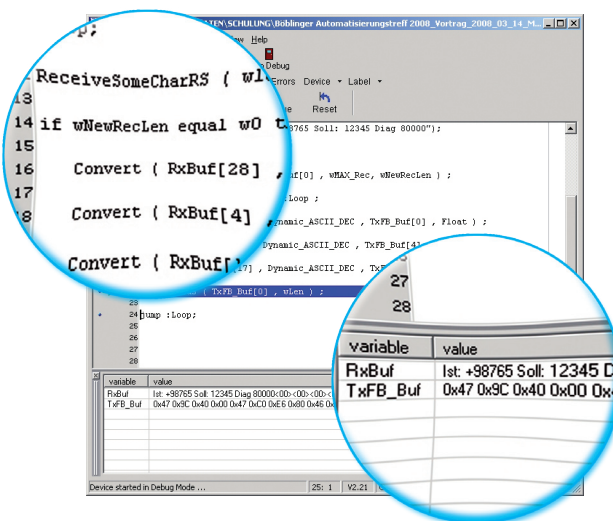 TEN\SCHULUNG\Böblinger Automatisierungstreff 2008_Vortrag_2008_03_14_M...
Help
Debug
Errors Device Label
Reset
ReceiveSomeCharRS (
13
14 if wNewRecLen equal w0
15
16 Convert ( RxBuf[28] ,
17
18 Convert ( RxBuf[4] ,
Convert ( RxBuf[
98765 Soll: 12345 Diag 80000");
uf[0] , wMAX_Rec, wNewRecLen ) ;
:Loop ;
Dynamic_ASCII_DEC , TxFB_Buf[0] , Float ) ;
Dynamic_ASCII_DEC , TxFB_Buf[4]
[17] , Dynamic_ASCII_DEC ,
( TxFB_Buf[0] , wLen ) ;
23
24 jump :Loop;
25
26
27
28
27
28
variable value
RxBuf Ist: +98765 Soll: 12345 D
TxFB_Buf 0x47 0x9C 0x40 0x00 0x
variable value
RxBuf Ist: +98765 Soll: 12345 Diag 80000<00><00><00>
TxFB_Buf 0x47 0x9C 0x40 0x00 0x47 0xC0 0xE6 0x80 0x46
Device started in Debug Mode ... 25: 1 V2.21